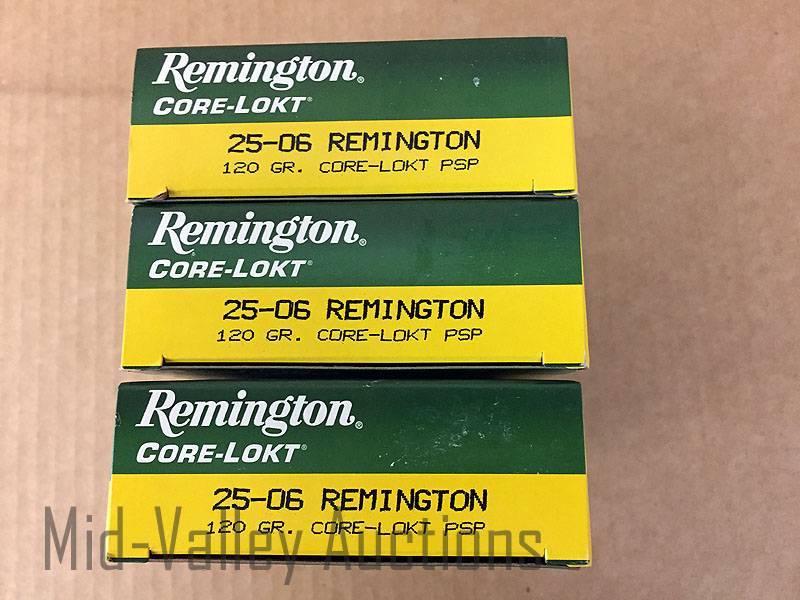 Remington®
CORE-LOKT®
25-06 REMINGTON
120 GR. CORE-LOKT PSP
Remington®
CORE-LOKT®
25-06 REMINGTON
120 GR. CORE-LOKT PSP
Remington®
CORE-LOKT®
25-06 REMINGTON
120 GR. CORE-LOKT PSP
Mid-Valley Auctions